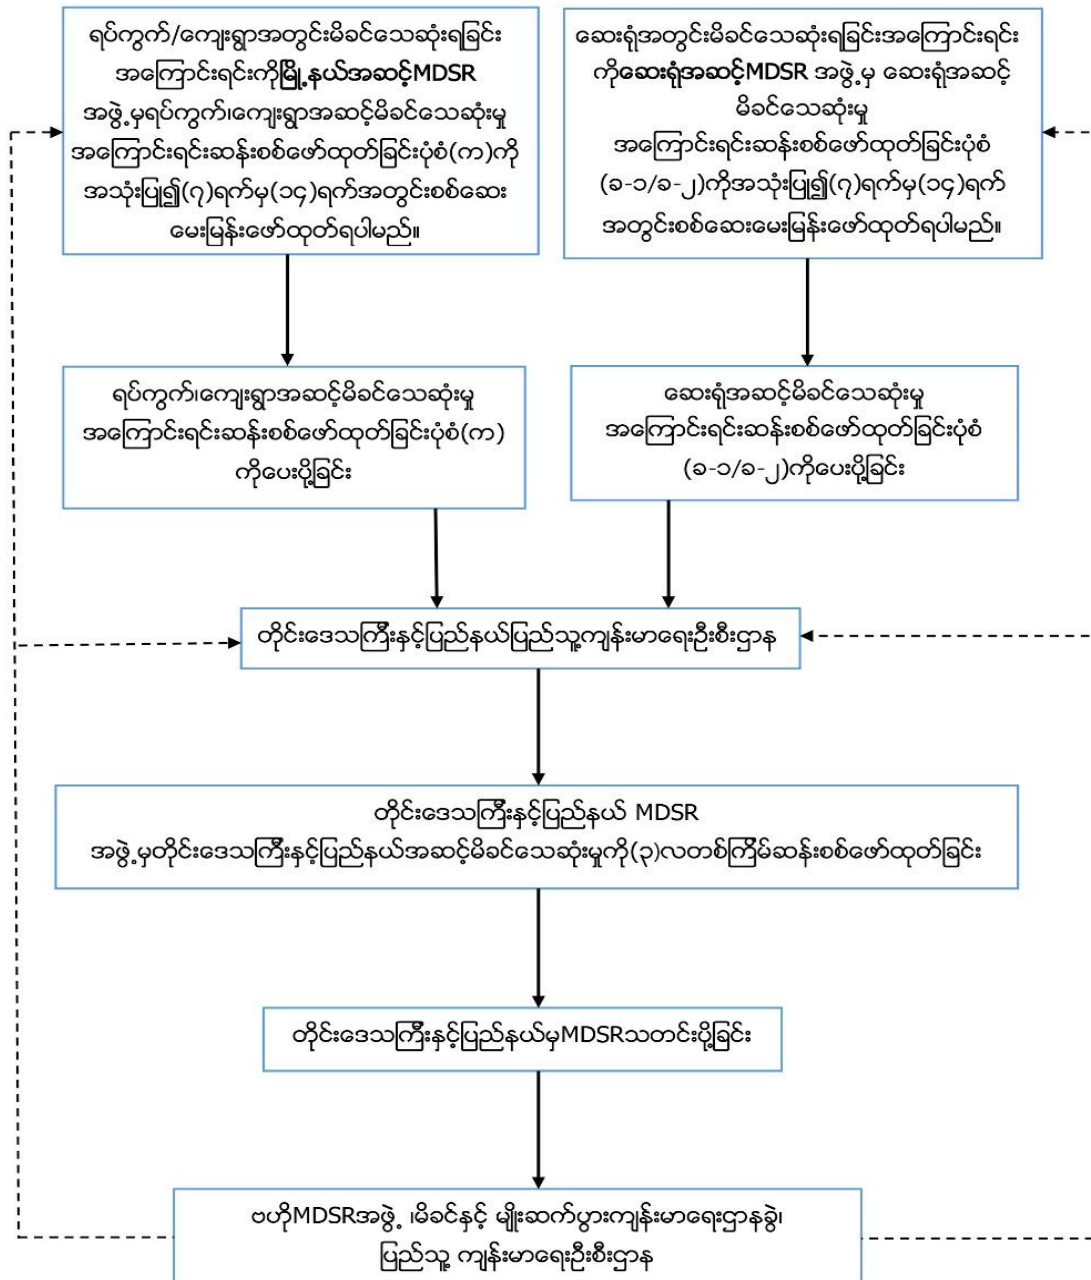 ရပ်ကွက်/ကျေးရွာအတွင်းမိခင်သေဆုံးရခြင်း
အကြောင်းရင်းကိုမြို့နယ်အဆင့်MDSR
အဖွဲ့မှရပ်ကွက်၊ကျေးရွာအဆင့်မိခင်သေဆုံးမှု
အကြောင်းရင်းဆန်းစစ်ဖော်ထုတ်ခြင်းပုံစံ(က)ကို
အသုံးပြု၍(၇)ရက်မှ(၁၄)ရက်အတွင်းစစ်ဆေး
မေးမြန်းဖော်ထုတ်ရပါမည်။
ဆေးရုံအတွင်းမိခင်သေဆုံးရခြင်းအကြောင်းရင်း
ကိုဆေးရုံအဆင့်MDSR အဖွဲ့မှ ဆေးရုံအဆင့်
မိခင်သေဆုံးမှု
အကြောင်းရင်းဆန်းစစ်ဖော်ထုတ်ခြင်းပုံစံ
(ခ-၁/ခ-၂)ကိုအသုံးပြု၍(၇)ရက်မှ(၁၄)ရက်
အတွင်းစစ်ဆေးမေးမြန်းဖော်ထုတ်ရပါမည်။
ရပ်ကွက်၊ကျေးရွာအဆင့်မိခင်သေဆုံးမှု
အကြောင်းရင်းဆန်းစစ်ဖော်ထုတ်ခြင်းပုံစံ(က)
ကိုပေးပို့ခြင်း
ဆေးရုံအဆင့်မိခင်သေဆုံးမှု
အကြောင်းရင်းဆန်းစစ်ဖော်ထုတ်ခြင်းပုံစံ
(ခ-၁/ခ-၂)ကိုပေးပို့ခြင်း
တိုင်းဒေသကြီးနှင့်ပြည်နယ်ပြည်သူ့ကျန်းမာရေးဦးစီးဌာန
တိုင်းဒေသကြီးနှင့်ပြည်နယ် MDSR
အဖွဲ့မှတိုင်းဒေသကြီးနှင့်ပြည်နယ်အဆင့်မိခင်သေဆုံးမှုကို(၃)လတစ်ကြိမ်ဆန်းစစ်ဖော်ထုတ်ခြင်း
တိုင်းဒေသကြီးနှင့်ပြည်နယ်မှMDSRသတင်းပို့ခြင်း
ဗဟိုMDSRအဖွဲ့ ၊မိခင်နှင့် မျိုးဆက်ပွားကျန်းမာရေးဌာနခွဲ၊
ပြည်သူ့ ကျန်းမာရေးဦးစီးဌာန